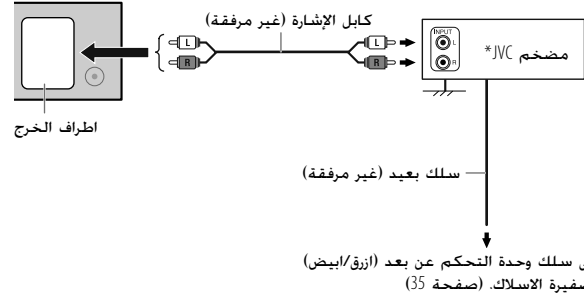 كابل الإشارة (غير مرفقة)
L
R
L
R
INPUT
L
R
مضخم JVC*
اطراف الخرج
سلك بعيد (غير مرفقة)
سلك وحدة التحكم عن بعد (ازرق/ابيض)
الاسلاك. (صفحة 35)